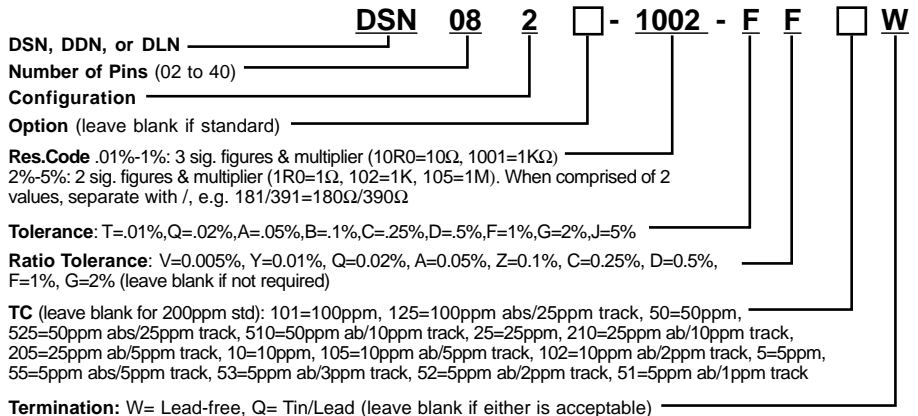 DSN 08 2 □ - 1002 - F F □ W
DSN, DDN, or DLN
Number of Pins (02 to 40)
Configuration
Option (leave blank if standard)
Res.Code .01%-1%: 3 sig. figures & multiplier (10R0=10Ω, 1001=1KΩ)
2%-5%: 2 sig. figures & multiplier (1R0=1Ω, 102=1K, 105=1M). When comprised of 2
values, separate with /, e.g. 181/391=180Ω/390Ω
Tolerance: T=.01%,Q=.02%,A=.05%,B=.1%,C=.25%,D=.5%,F=1%,G=2%,J=5%
Ratio Tolerance: V=0.005%, Y=0.01%, Q=0.02%, A=0.05%, Z=0.1%, C=0.25%, D=0.5%,
F=1%, G=2% (leave blank if not required)
TC (leave blank for 200ppm std): 101=100ppm, 125=100ppm abs/25ppm track, 50=50ppm,
525=50ppm abs/25ppm track, 510=50ppm ab/10ppm track, 25=25ppm, 210=25ppm ab/10ppm track,
205=25ppm ab/5ppm track, 10=10ppm, 105=10ppm ab/5ppm track, 102=10ppm ab/2ppm track, 5=5ppm,
55=5ppm abs/5ppm track, 53=5ppm ab/3ppm track, 52=5ppm ab/2ppm track, 51=5ppm ab/1ppm track
Termination: W= Lead-free, Q= Tin/Lead (leave blank if either is acceptable)